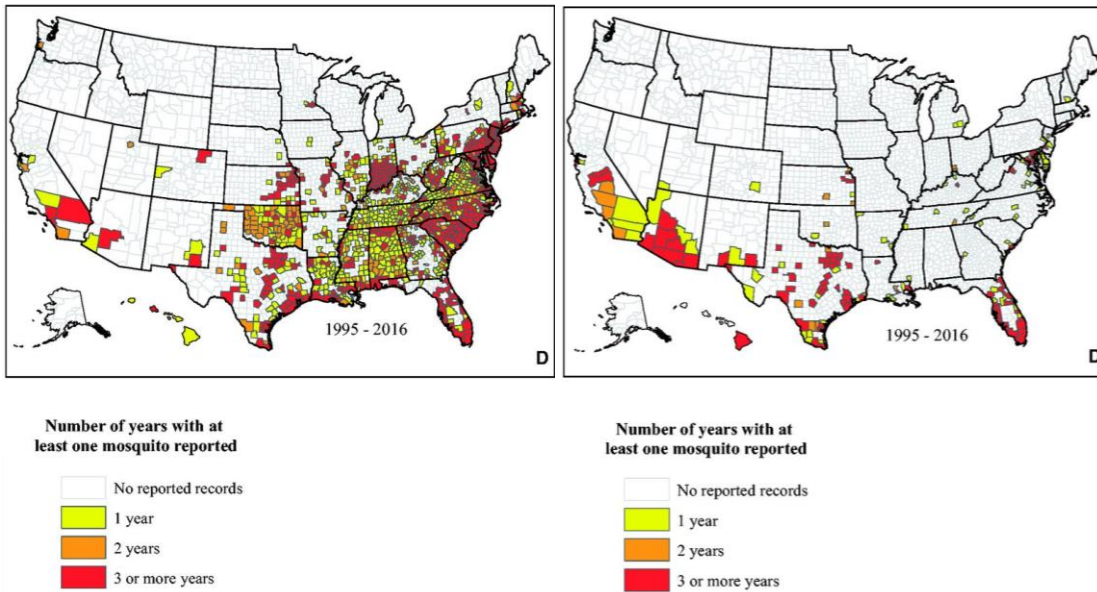 1995 - 2016
D
1995 - 2016
D
Number of years with at
least one mosquito reported
No reported records
1 year
2 years
3 or more years
Number of years with at
least one mosquito reported
No reported records
1 year
2 years
3 or more years